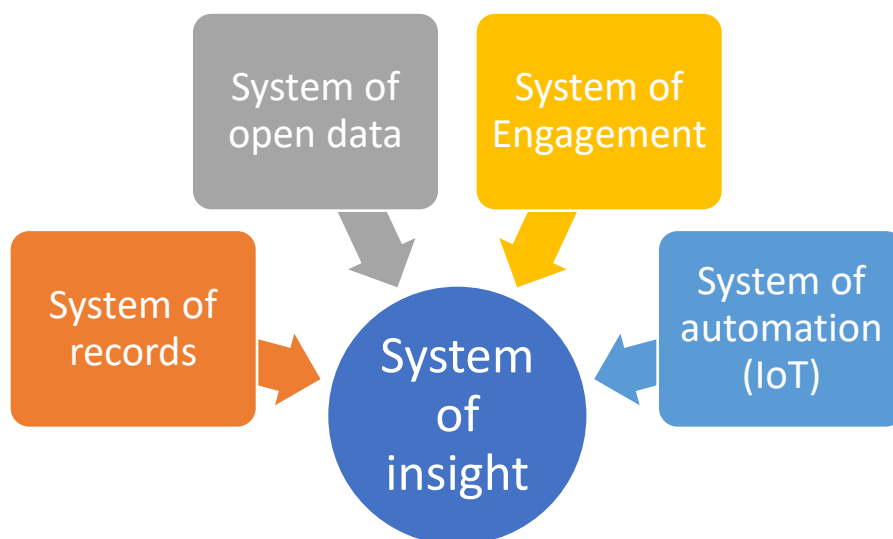 System of
open data
System of
Engagement
System of
records
System of
automation
(IoT)
System
of
insight